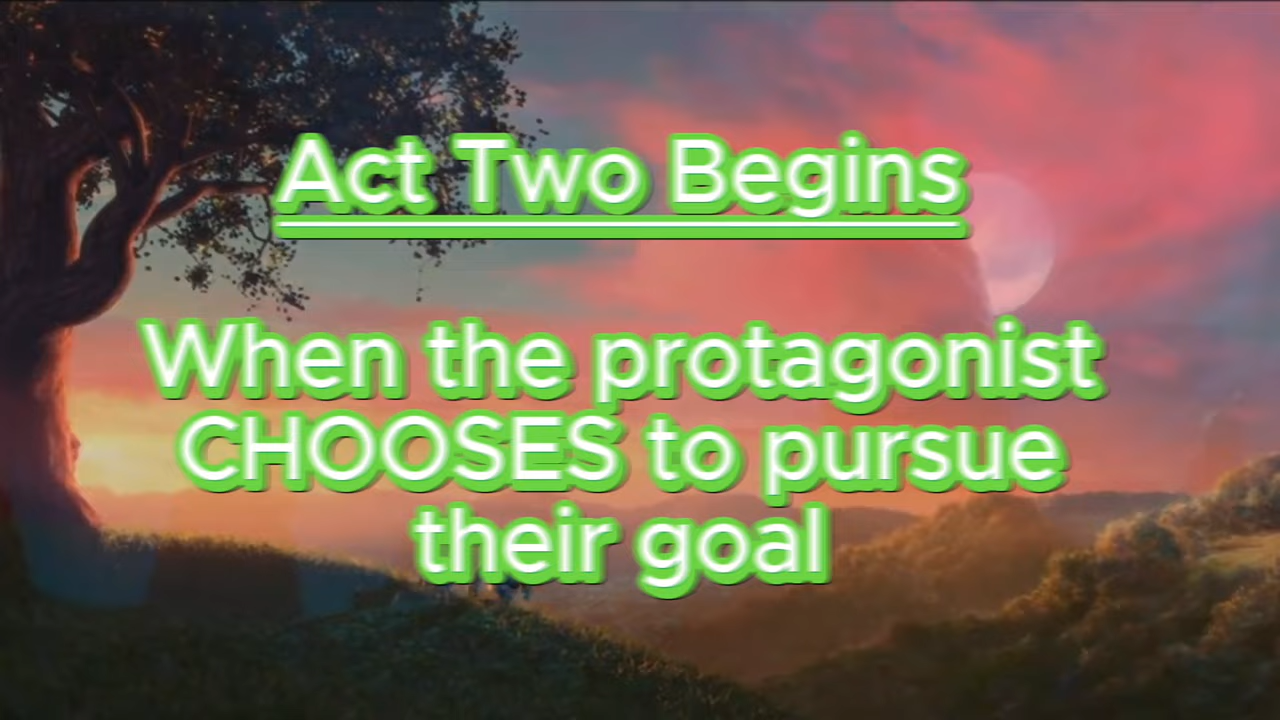 Act Two Begins
When the protagonist
CHOOSES to pursue
their goal